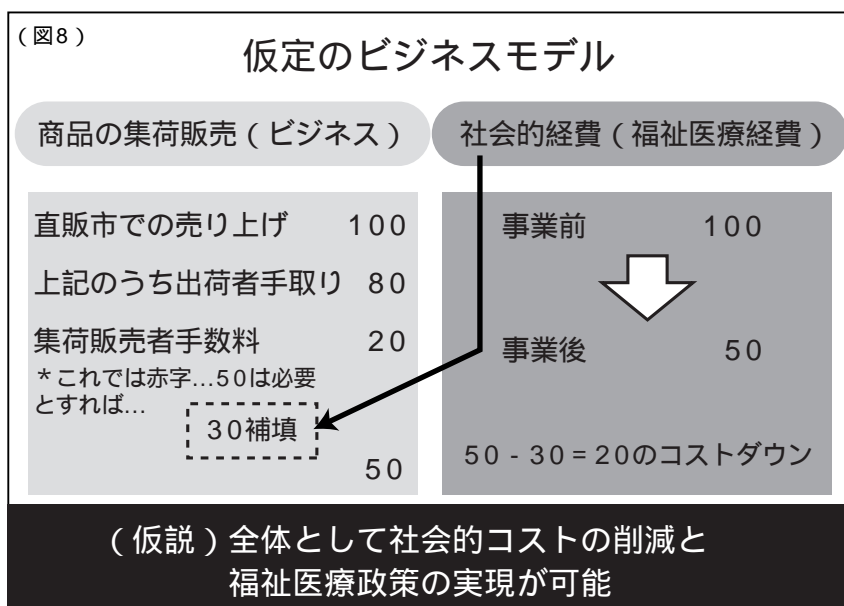 （図8）
仮定のビジネスモデル
商品の集荷販売（ビジネス）
直販市での売り上げ 100
上記のうち出荷者手取り 80
集荷販売者手数料 20
*これでは赤字…50は必要
とすれば…
30補填
50
社会的経費（福祉医療経費）
事業前 100
事業後 50
50-30=20のコストダウン
（仮説）全体として社会的コストの削減と
福祉医療政策の実現が可能